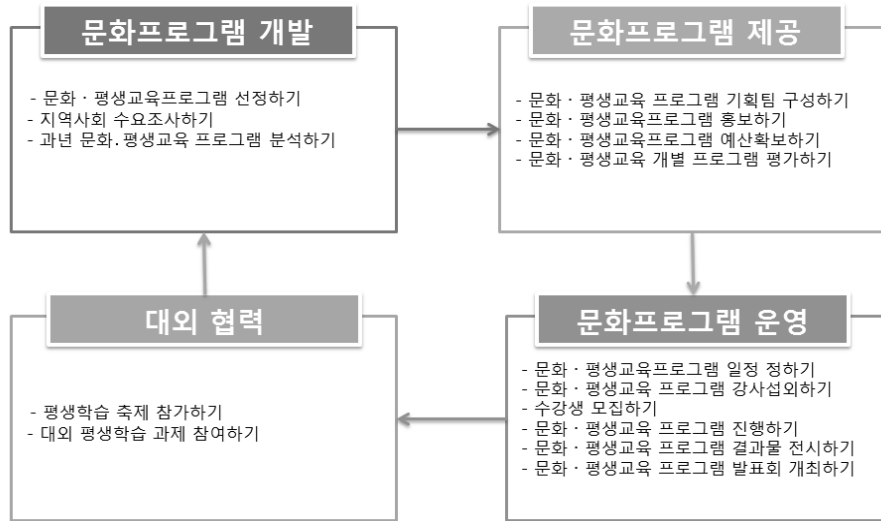 문화프로그램 개발
- 문화 · 평생교육프로그램 선정하기
- 지역사회 수요조사하기
- 과년 문화.평생교육 프로그램 분석하기
문화프로그램 제공
- 문화 · 평생교육 프로그램 기획팀 구성하기
- 문화 · 평생교육프로그램 홍보하기
- 문화 · 평생교육프로그램 예산확보하기
- 문화 · 평생교육 개별 프로그램 평가하기
대외 협력
- 평생학습 축제 참가하기
- 대외 평생학습 과제 참여하기
문화프로그램 운영
- 문화 · 평생교육프로그램 일정 정하기
- 문화 · 평생교육 프로그램 강사섭외하기
- 수강생 모집하기
- 문화 · 평생교육 프로그램 진행하기
- 문화 · 평생교육 프로그램 결과물 전시하기
- 문화 · 평생교육 프로그램 발표회 개최하기